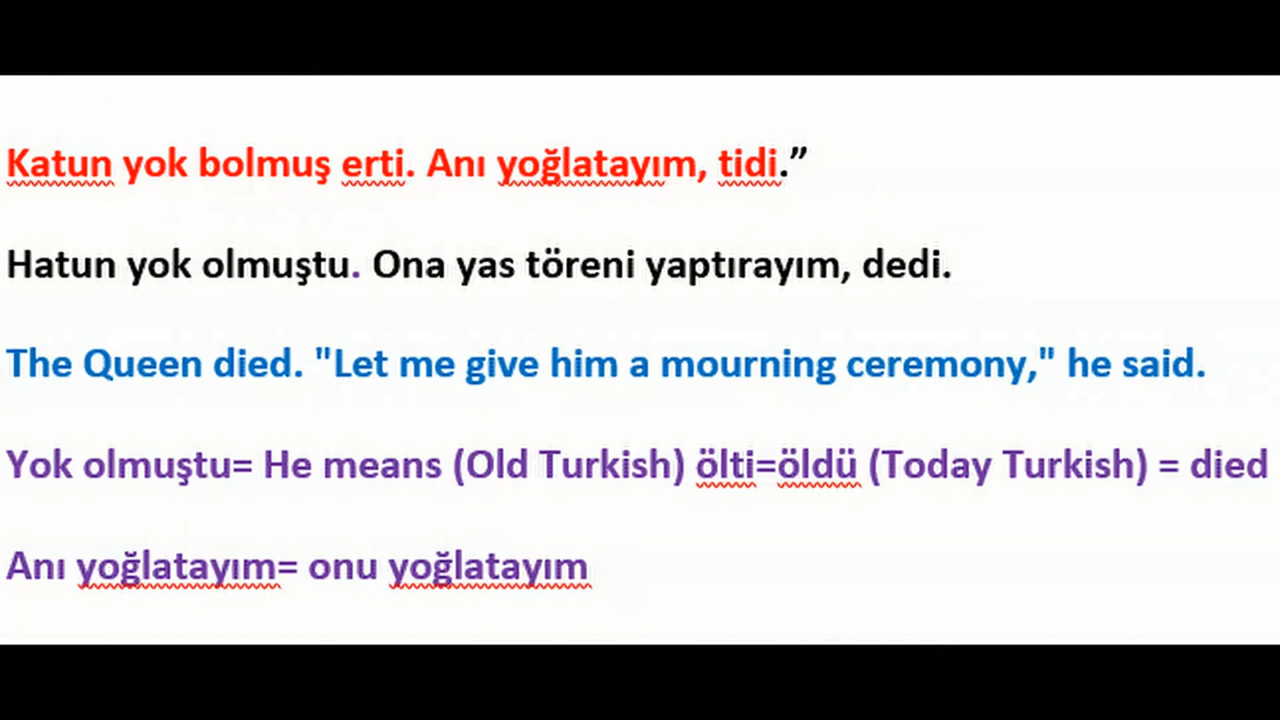 Katun yok bolmuş erti. Anı yoğlatayım, tidi.”
Hatun yok olmuştu. Ona yas töreni yaptırayım, dedi.
The Queen died. "Let me give him a mourning ceremony," he said.
Yok olmuştu= He means (Old Turkish) ölti=öldü (Today Turkish) = died
Anı yoğlatayım= onu yoğlatayım